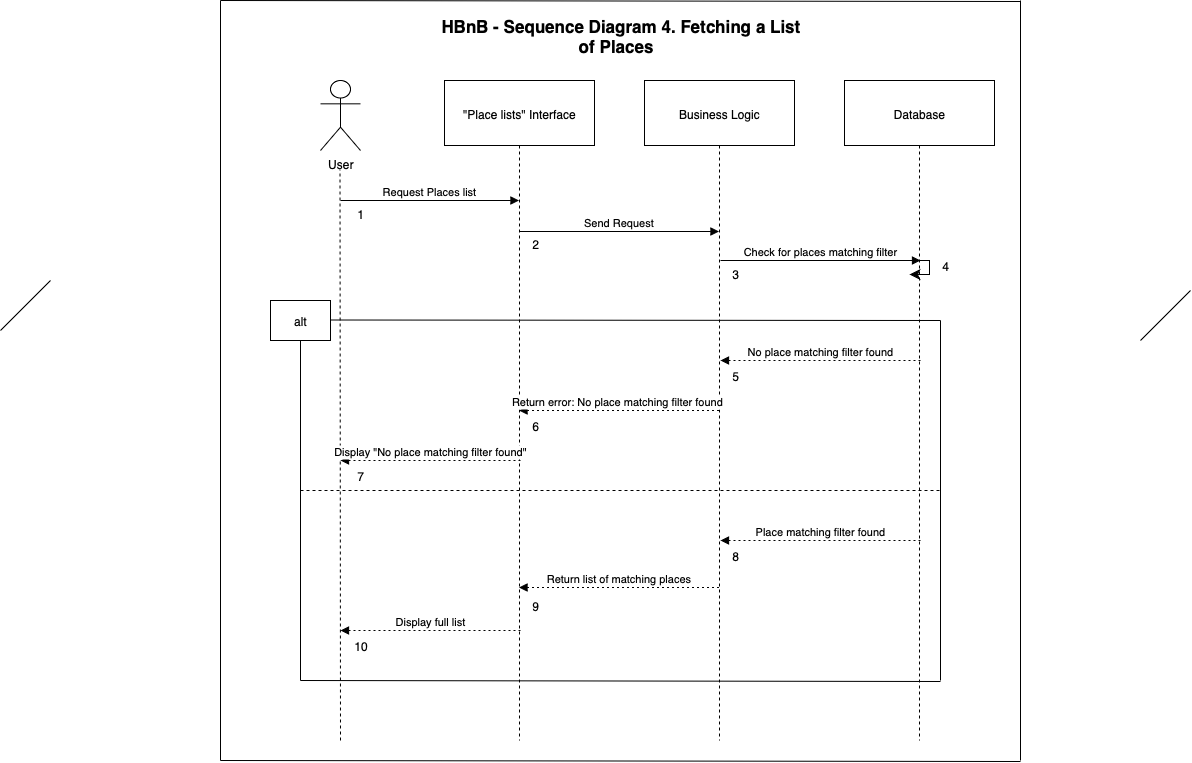 HBnB - Sequence Diagram 4. Fetching a List
of Places
"Place lists" Interface
Business Logic
Database
User
Request Places list
1
Send Request
2
Check for places matching filter
3
4
alt
No place matching filter found
5
Return error: No place matching filter found
6
Display "No place matching filter found"
7
Place matching filter found
8
Return list of matching places
9
Display full list
10